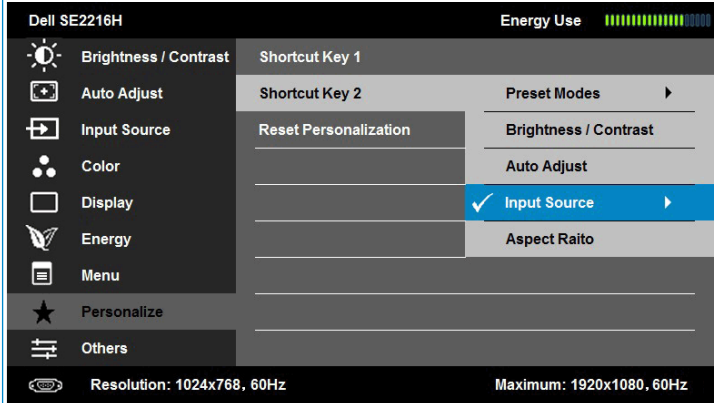 Dell SE2216H Energy Use
Brightness / Contrast Shortcut Key 1
Auto Adjust Shortcut Key 2 Preset Modes
Input Source Reset Personalization Brightness / Contrast
Color Auto Adjust
Display Input Source
Energy Aspect Raito
Menu
Personalize
Others
Resolution: 1024x768, 60Hz Maximum: 1920x1080, 60Hz